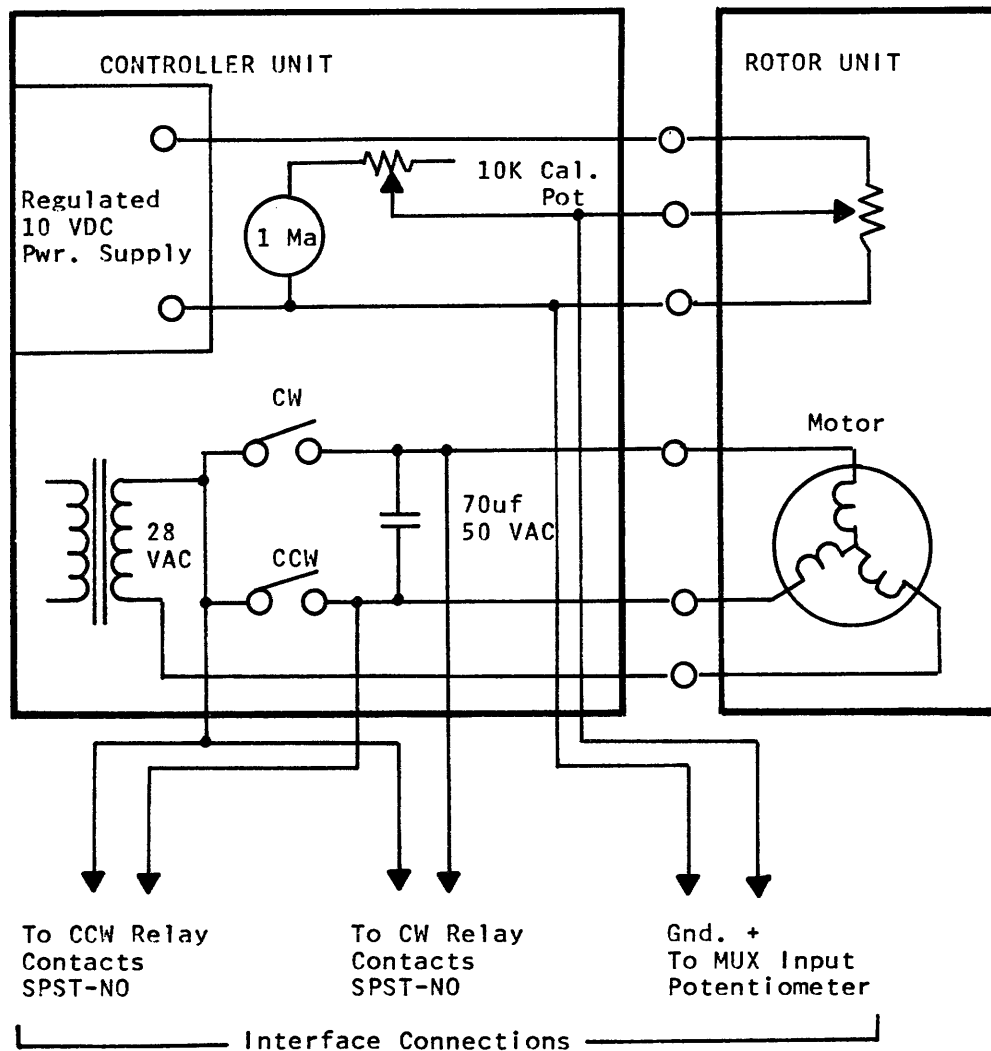 CONTROLLER UNIT
ROTOR UNIT
Regulated
10 VDC
Pwr. Supply
1 Ma
10K Cal.
Pot
CW
CCW
28
VAC
70uf
50 VAC
Motor
To CCW Relay
Contacts
SPST-NO
To CW Relay
Contacts
SPST-NO
Gnd. +
To MUX Input
Potentiometer
Interface Connections